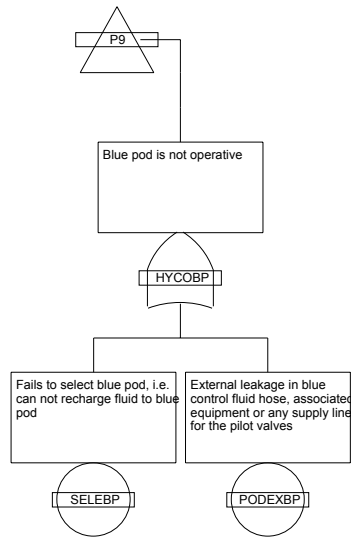 P9
Blue pod is not operative
HYCOBP
Fails to select blue pod, i.e.
can not recharge fluid to blue
pod
External leakage in blue
control fluid hose, associated
equipment or any supply line
for the pilot valves
SELEBP
PODEXBP